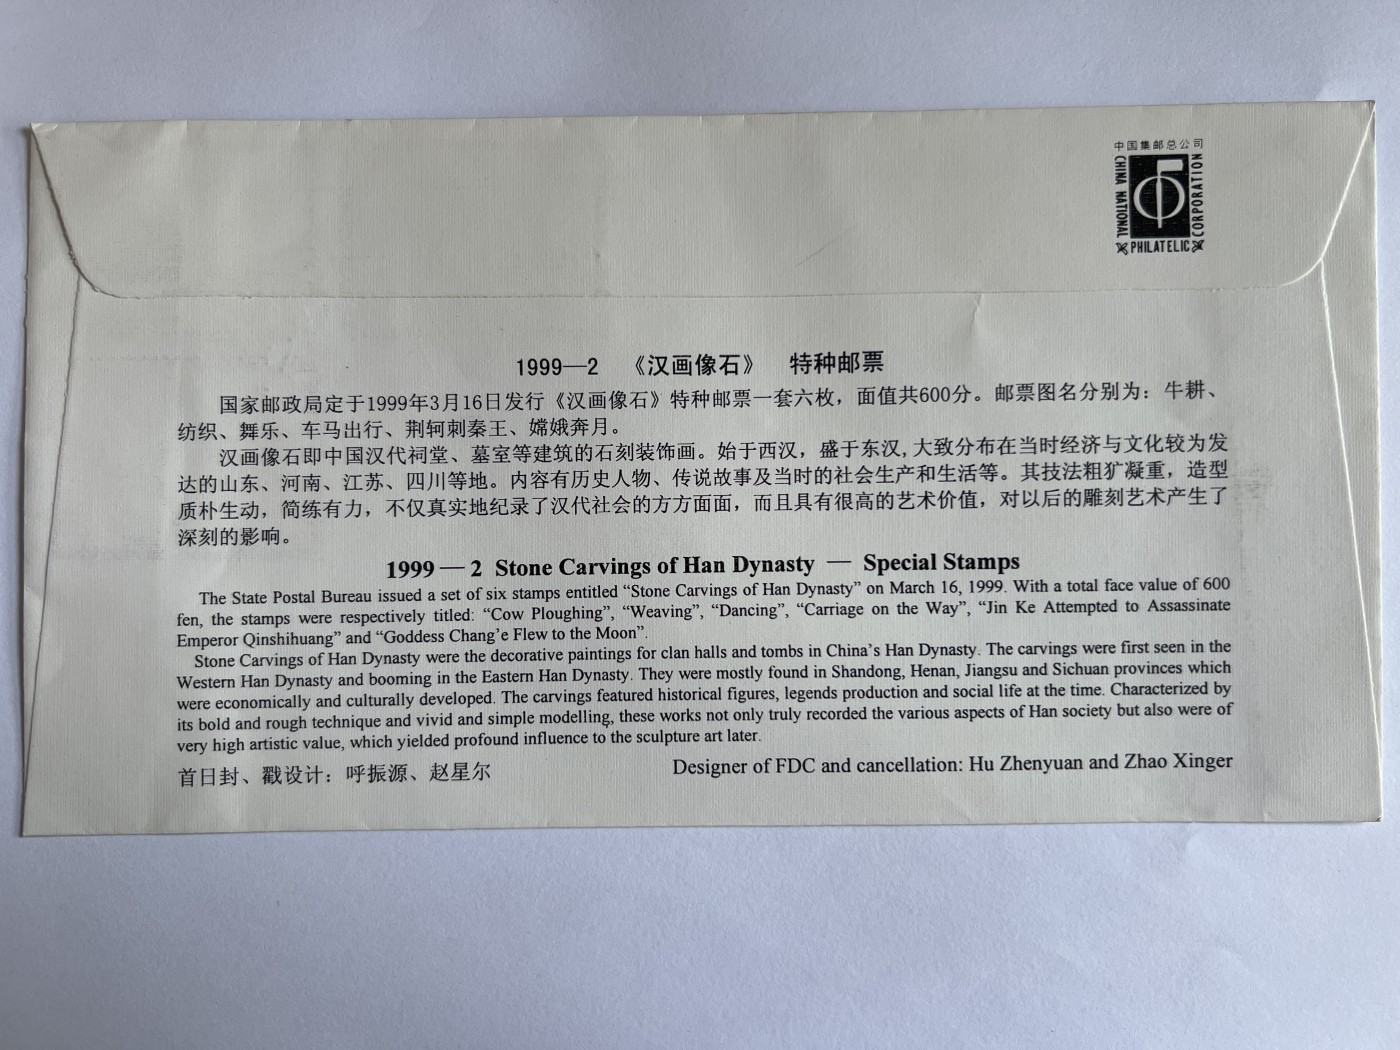 中国集邮总公司
CHINA NATIONAL
PHILATELIC
CORPORATION
1999—2 《汉画像石》 特种邮票
国家邮政局定于1999年3月16日发行《汉画像石》特种邮票一套六枚，面值共600分。邮票图名分别为：牛耕、
纺织、舞乐、车马出行、荆轲刺秦王、嫦娥奔月。
汉画像石即中国汉代祠堂、墓室等建筑的石刻装饰画。始于西汉，盛于东汉,大致分布在当时经济与文化较为发
达的山东、河南、江苏、四川等地。内容有历史人物、传说故事及当时的社会生产和生活等。其技法粗犷凝重，造型
质朴生动，简练有力，不仅真实地纪录了汉代社会的方方面面，而且具有很高的艺术价值，对以后的雕刻艺术产生了
深刻的影响。
1999 — 2 Stone Carvings of Han Dynasty — Special Stamps
The State Postal Bureau issued a set of six stamps entitled “Stone Carvings of Han Dynasty” on March 16, 1999. With a total face value of 600
fen, the stamps were respectively titled: “Cow Ploughing”, “Weaving”, “Dancing”, “Carriage on the Way”, “Jin Ke Attempted to Assassinate
Emperor Qinshihuang” and “Goddess Chang’e Flew to the Moon”.
Stone Carvings of Han Dynasty were the decorative paintings for clan halls and tombs in China’s Han Dynasty. The carvings were first seen in the
Western Han Dynasty and booming in the Eastern Han Dynasty. They were mostly found in Shandong, Henan, Jiangsu and Sichuan provinces which
were economically and culturally developed. The carvings featured historical figures, legends production and social life at the time. Characterized by
its bold and rough technique and vivid and simple modelling, these works not only truly recorded the various aspects of Han society but also were of
very high artistic value, which yielded profound influence to the sculpture art later.
首日封、戳设计：呼振源、赵星尔
Designer of FDC and cancellation: Hu Zhenyuan and Zhao Xinger